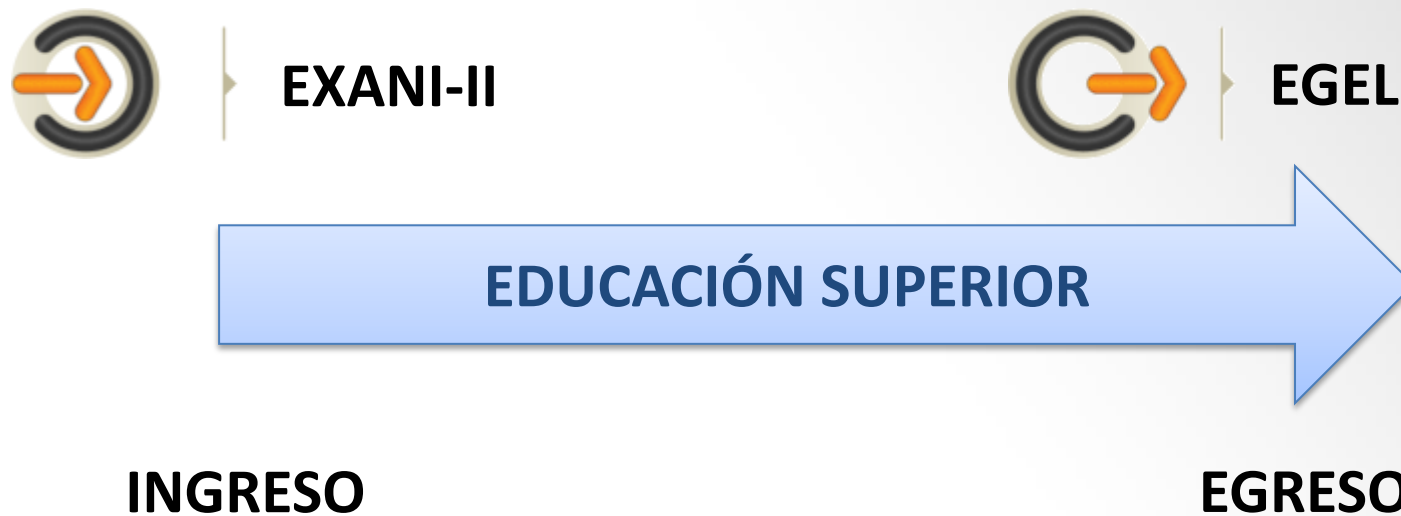 EXANI-II
EGEL
EDUCACIÓN SUPERIOR
INGRESO
EGRESO